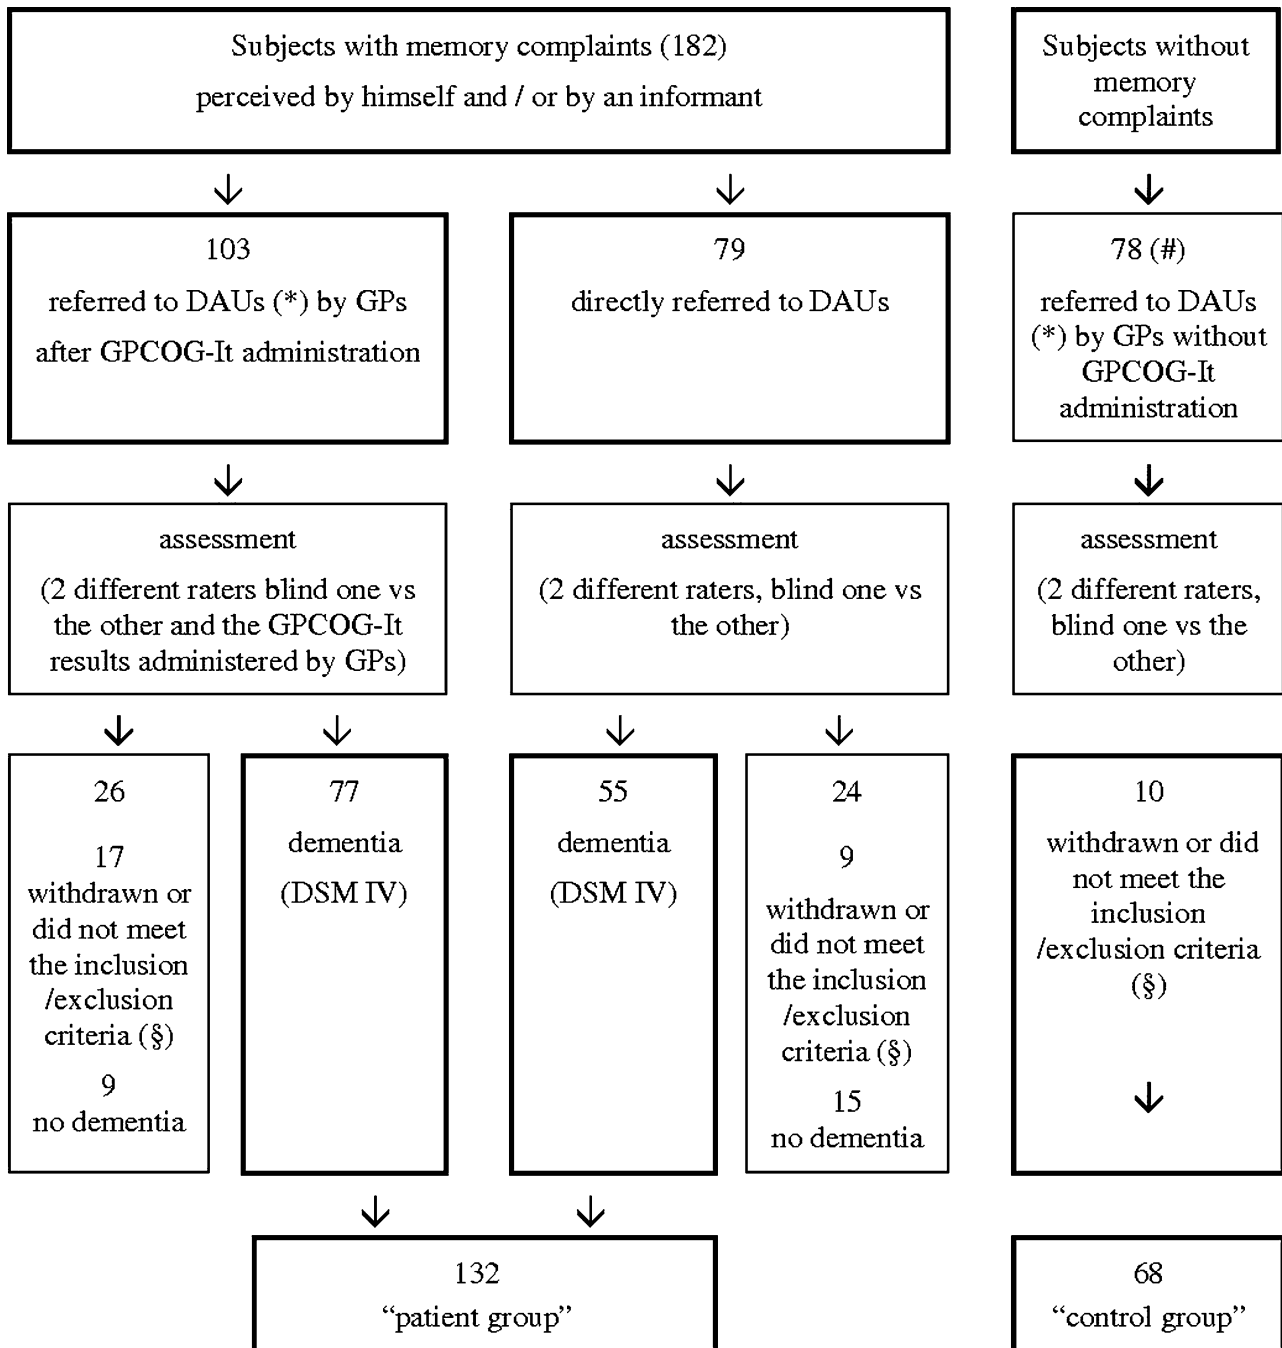 Subjects with memory complaints (182)
perceived by himself and / or by an informant
Subjects without
memory
complaints
103
referred to DAUs (*) by GPs
after GPCOG-It administration
79
directly referred to DAUs
78 (#)
referred to DAUs
(*) by GPs without
GPCOG-It
administration
assessment
(2 different raters blind one vs
the other and the GPCOG-It
results administered by GPs)
assessment
(2 different raters, blind one vs
the other)
assessment
(2 different raters,
blind one vs the
other)
26
17
withdrawn or
did not meet
the inclusion
/exclusion
criteria (§)
9
no dementia
77
dementia
(DSM IV)
55
dementia
(DSM IV)
24
9
withdrawn or
did not meet
the inclusion
/exclusion
criteria (§)
15
no dementia
10
withdrawn or did
not meet the
inclusion
/exclusion criteria
(§)
132
“patient group”
68
“control group”